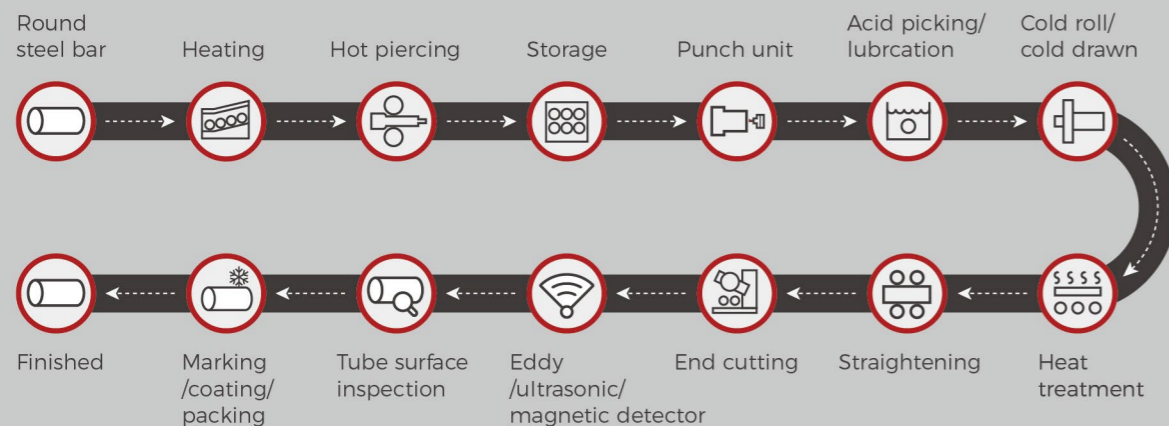 Round
steel bar
Heating
Hot piercing
Storage
Punch unit
Acid picking/
lubrcation
Cold roll/
cold drawn
Heat
treatment
Straightening
End cutting
Eddy
/ultrasonic/
magnetic detector
Tube surface
inspection
Marking
/coating/
packing
Finished